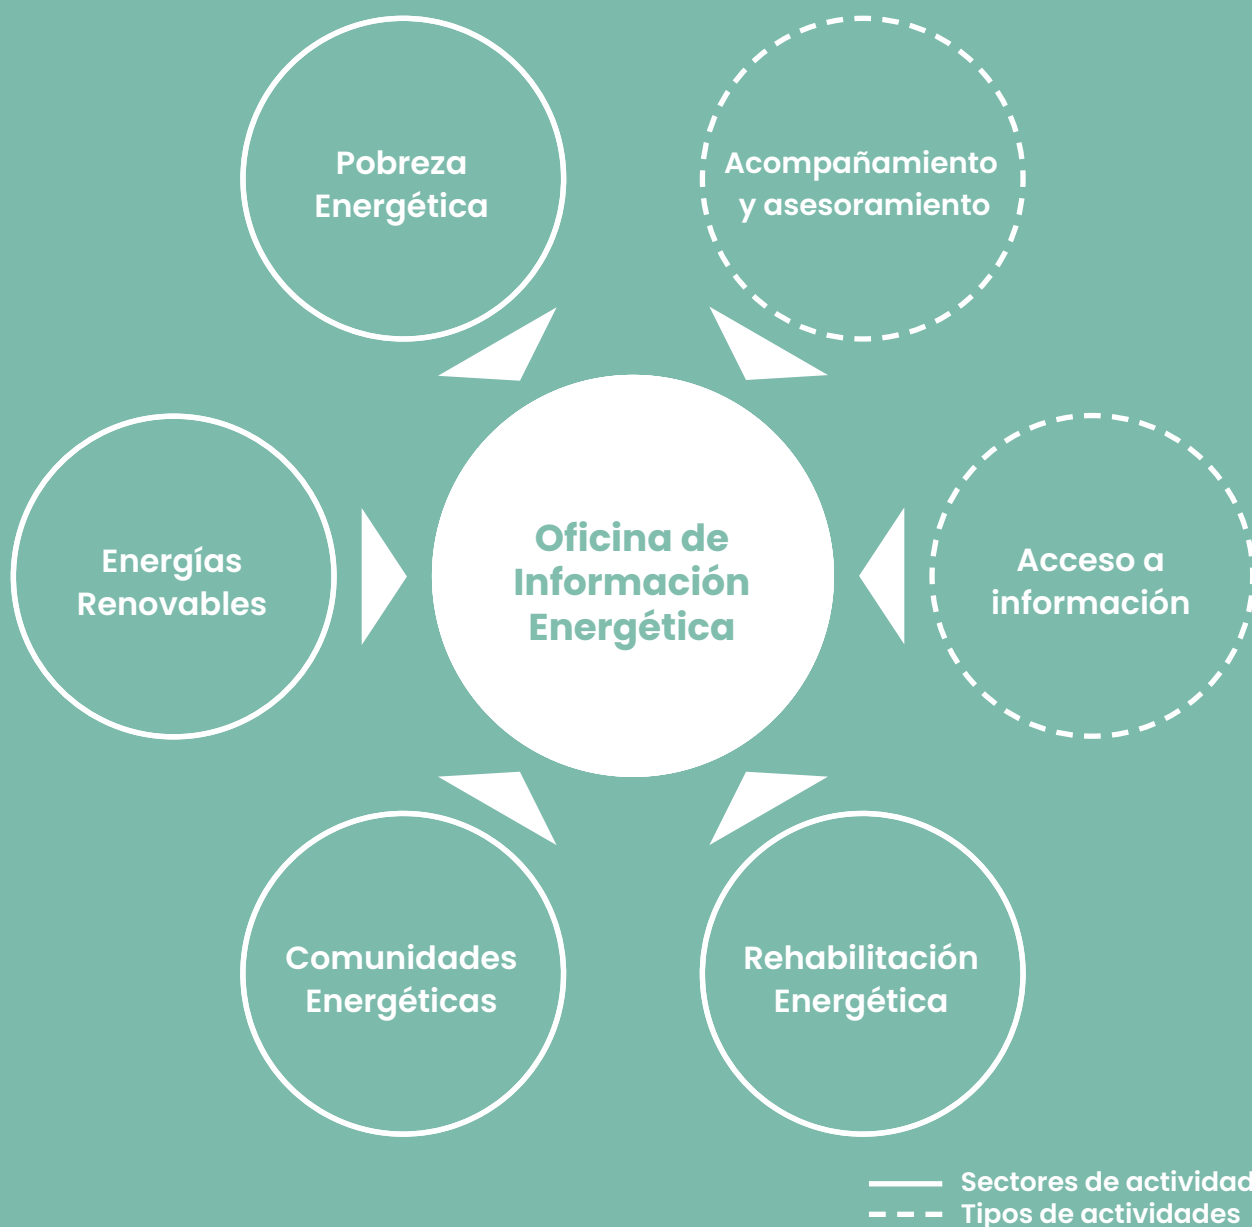 Pobreza
Energética
Acompañamiento
y asesoramiento
Energías
Renovables
Oficina de
Información
Energética
Acceso a
información
Comunidades
Energéticas
Rehabilitación
Energética
Sectores de actividad
Tipos de actividades